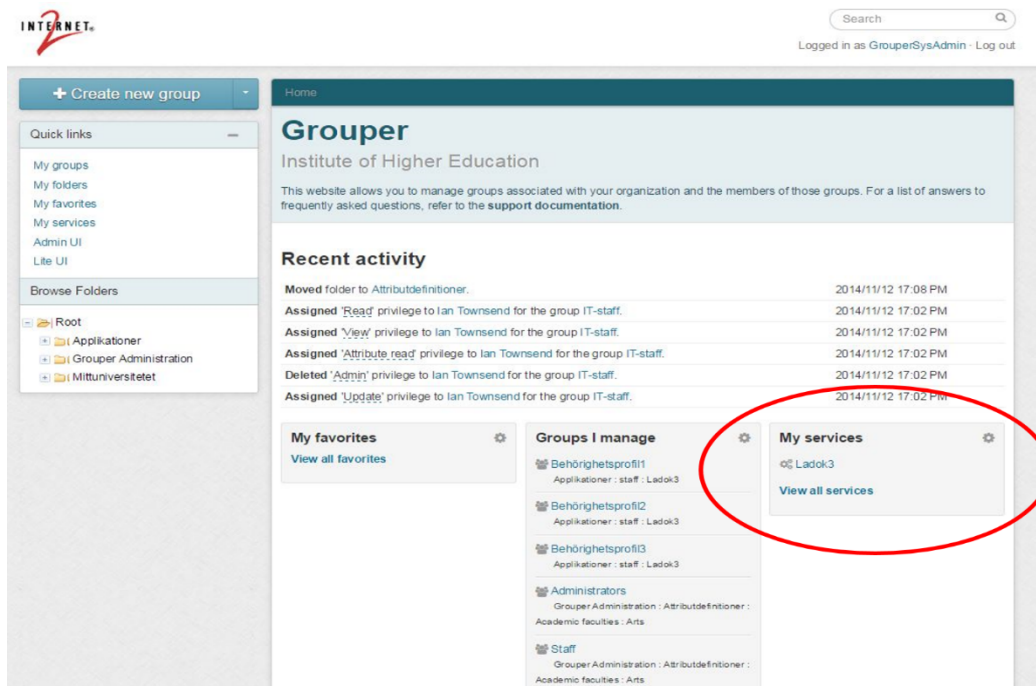 INTERNET®
2
Search
Logged in as GrouperSysAdmin · Log out
+ Create new group
Quick links
My groups
My folders
My favorites
My services
Admin UI
Lite UI
Browse Folders
Root
Applikationer
Grouper Administration
Mittuniversitetet
Home
Grouper
Institute of Higher Education
This website allows you to manage groups associated with your organization and the members of those groups. For a list of answers to
frequently asked questions, refer to the support documentation.
Recent activity
Moved folder to Attributdefinitioner. 2014/11/12 17:08 PM
Assigned 'Read' privilege to Ian Townsend for the group IT-staff. 2014/11/12 17:02 PM
Assigned 'View' privilege to Ian Townsend for the group IT-staff. 2014/11/12 17:02 PM
Assigned 'Attribute read' privilege to Ian Townsend for the group IT-staff. 2014/11/12 17:02 PM
Deleted 'Admin' privilege to Ian Townsend for the group IT-staff. 2014/11/12 17:02 PM
Assigned 'Update' privilege to Ian Townsend for the group IT-staff. 2014/11/12 17:02 PM
My favorites
View all favorites
Groups I manage
Behörighetsprofil1
Applikationer : staff : Ladok3
Behörighetsprofil2
Applikationer : staff : Ladok3
Behörighetsprofil3
Applikationer : staff : Ladok3
Administrators
Grouper Administration : Attributdefinitioner :
Academic faculties : Arts
Staff
Grouper Administration : Attributdefinitioner :
Academic faculties : Arts
My services
Ladok3
View all services